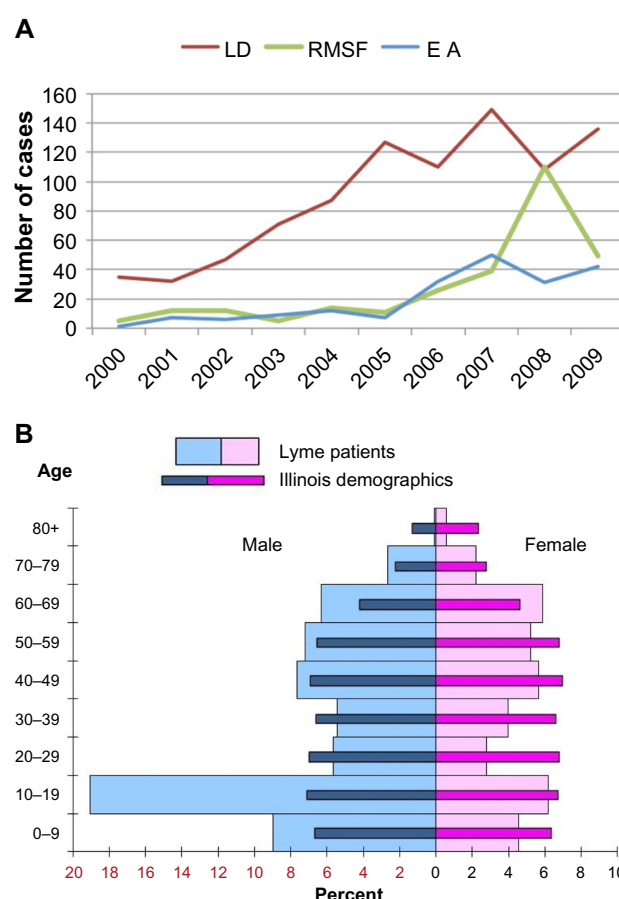 A
LD RMSF E A
Number of cases
160
140
120
100
80
60
40
20
0
2000 2001 2002 2003 2004 2005 2006 2007 2008 2009
B
Lyme patients
Age
Illinois demographics
80+
Male Female
70–79
60–69
50–59
40–49
30–39
20–29
10–19
0–9
20 18 16 14 12 10 8 6 4 2 0 2 4 6 8 10
Percent